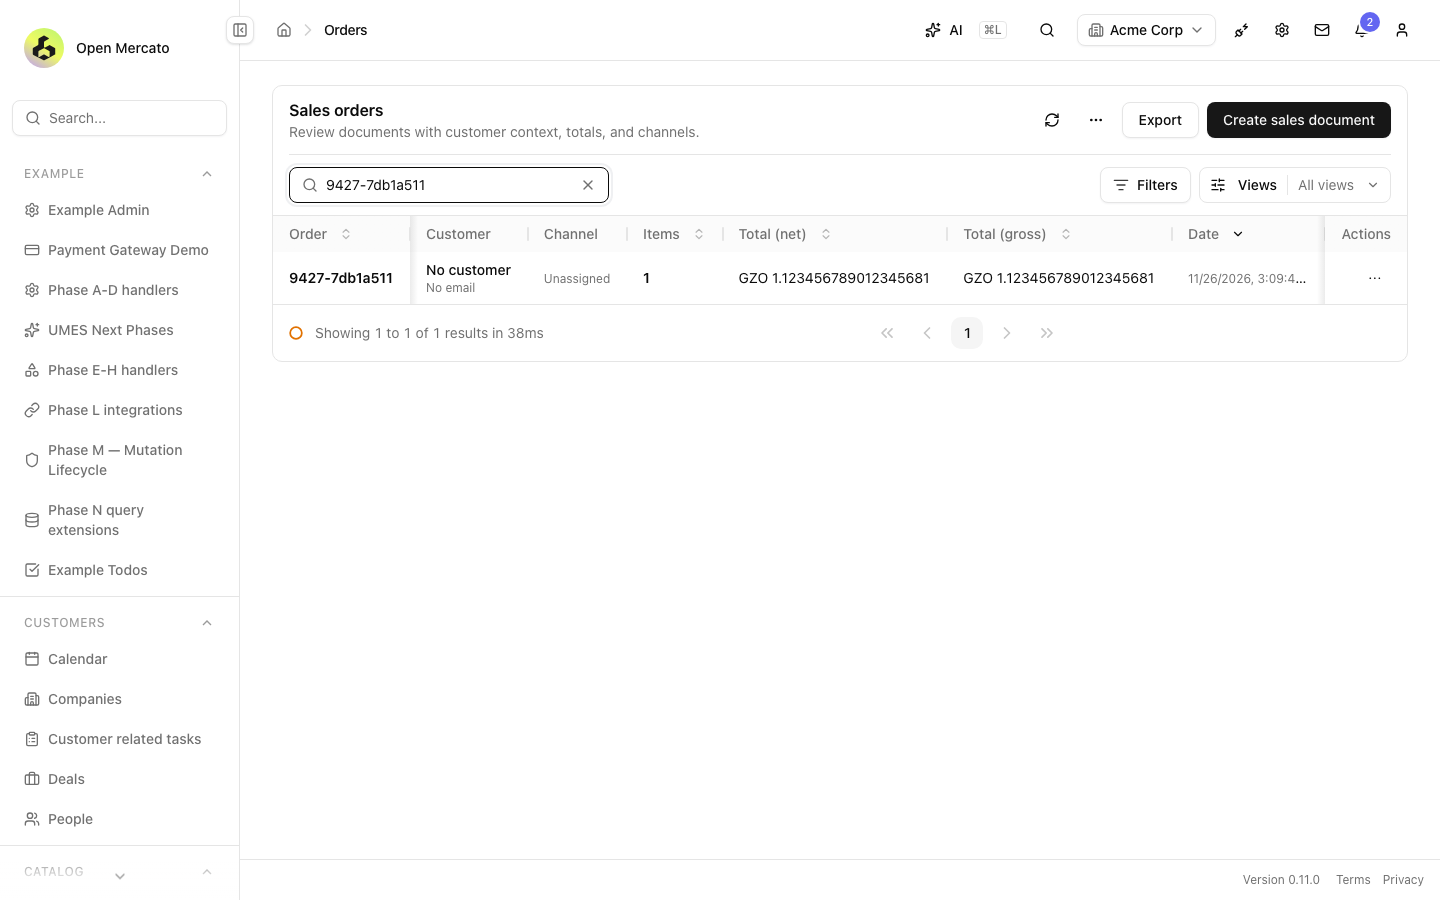 Open Mercato
Search...
EXAMPLE
Example Admin
Payment Gateway Demo
Phase A-D handlers
UMES Next Phases
Phase E-H handlers
Phase L integrations
Phase M — Mutation
Lifecycle
Phase N query
extensions
Example Todos
CUSTOMERS
Calendar
Companies
Customer related tasks
Deals
People
CATALOG
Orders
AI ⌘L
Acme Corp
2
Sales orders
Review documents with customer context, totals, and channels.
Export
Create sales document
9427-7db1a511
Filters
Views All views
Order Customer Channel Items Total (net) Total (gross) Date Actions
9427-7db1a511 No customer Unassigned 1 GZO 1.123456789012345681 GZO 1.123456789012345681 11/26/2026, 3:09:4...
No email
Showing 1 to 1 of 1 results in 38ms
1
Version 0.11.0 Terms Privacy